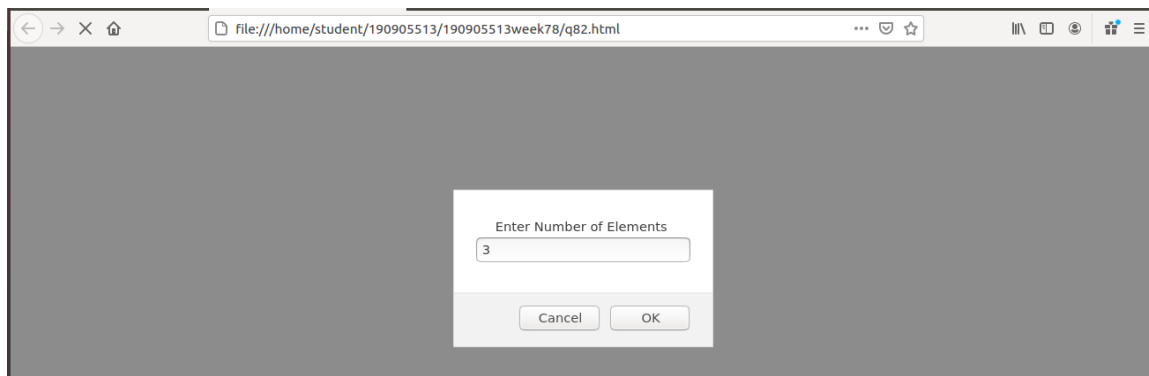 file:///home/student/190905513/190905513week78/q82.html
Enter Number of Elements
3
Cancel OK